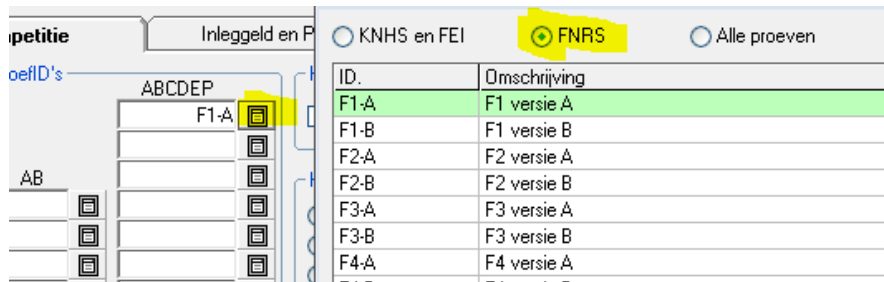 mpetitie
Inleggeld en P
KNHS en FEI
FNRS
Alle proeven
oefID's
ABCDEP
F1-A
AB
ID. Omschrijving
F1-A F1 versie A
F1-B F1 versie B
F2-A F2 versie A
F2-B F2 versie B
F3-A F3 versie A
F3-B F3 versie B
F4-A F4 versie A